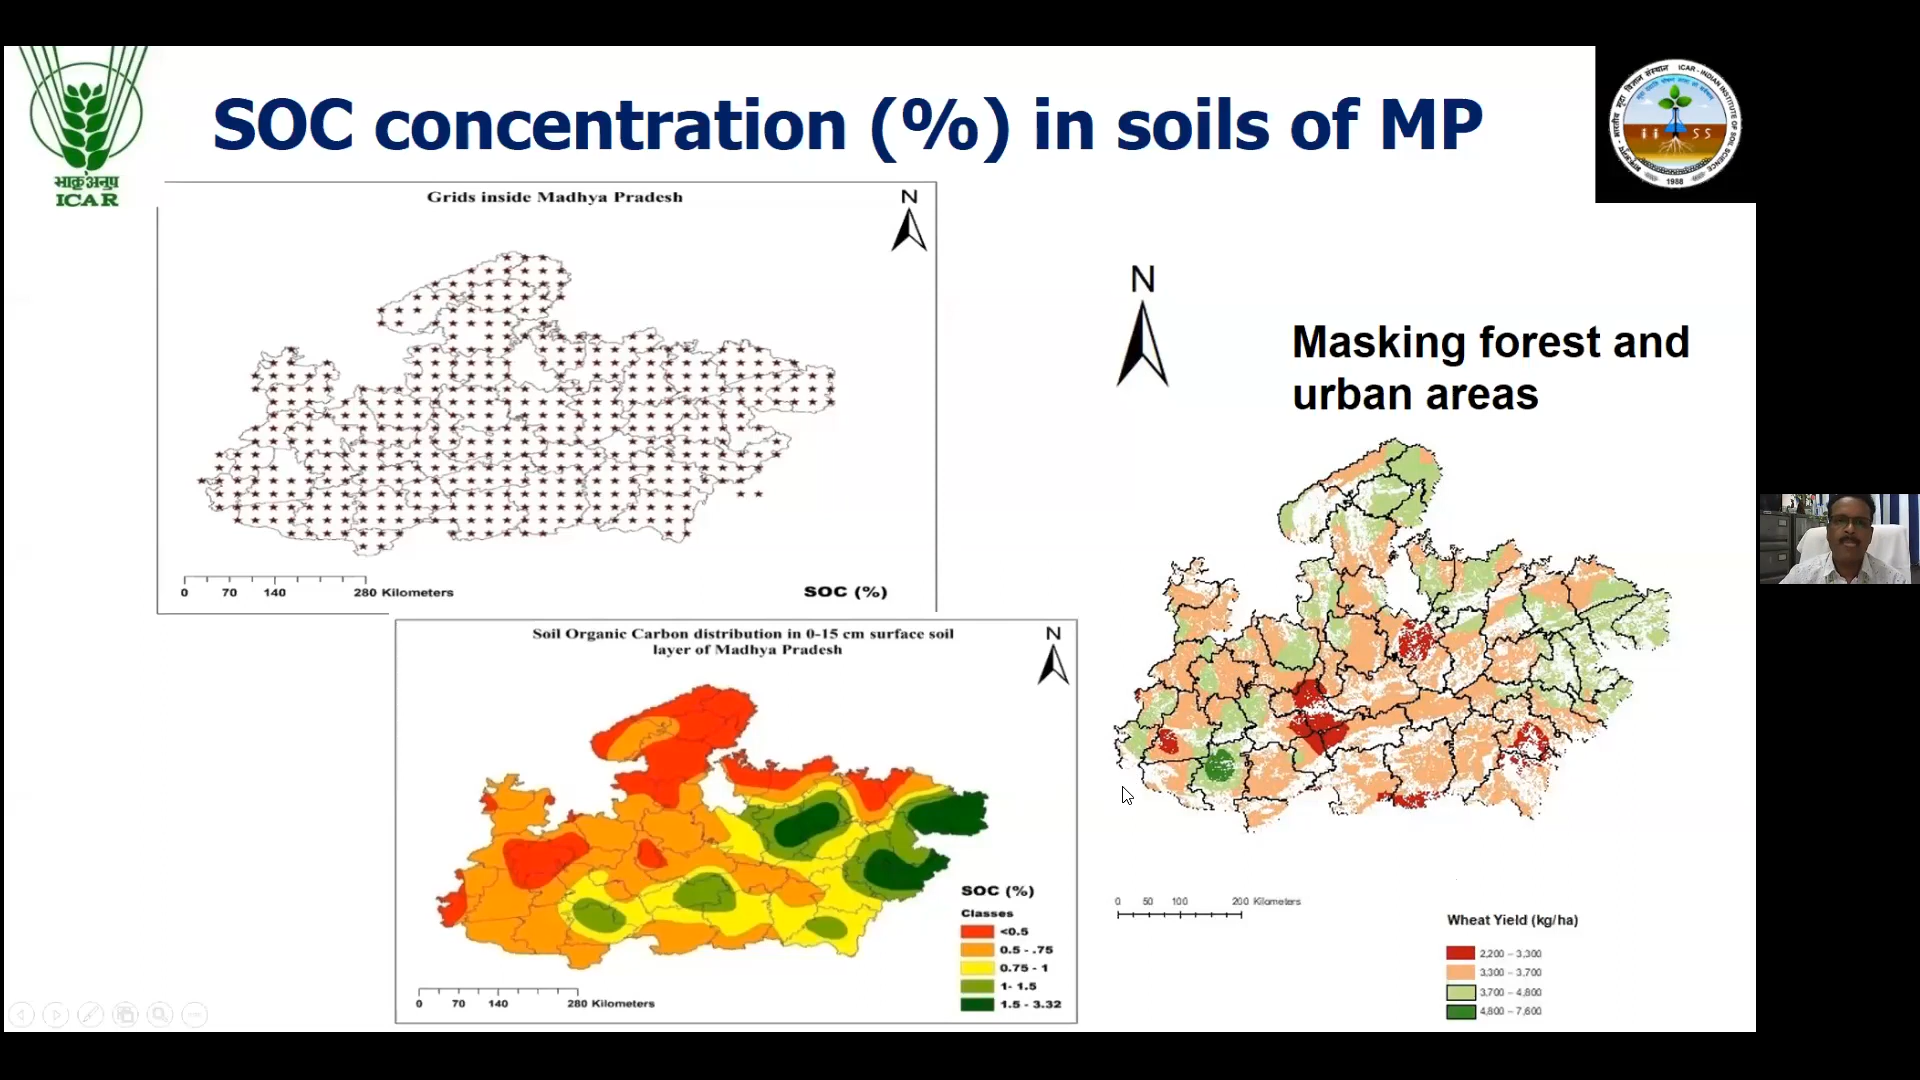 SOC concentration (%) in soils of MP
भाकृअनुप
ICAR
ICAR - INDIAN INSTITUTE OF SOIL SCIENCE
1988
Grids inside Madhya Pradesh
N
0 70 140 280 Kilometers
SOC (%)
N
Masking forest and
urban areas
Soil Organic Carbon distribution in 0-15 cm surface soil
layer of Madhya Pradesh
N
SOC (%)
Classes
<0.5
0.5 - .75
0.75 - 1
1- 1.5
1.5 - 3.32
0 70 140 280 Kilometers
0 50 100 200 Kilometers
Wheat Yield (kg/ha)
2,200 – 3,300
3,300 – 3,700
3,700 – 4,800
4,800 – 7,600